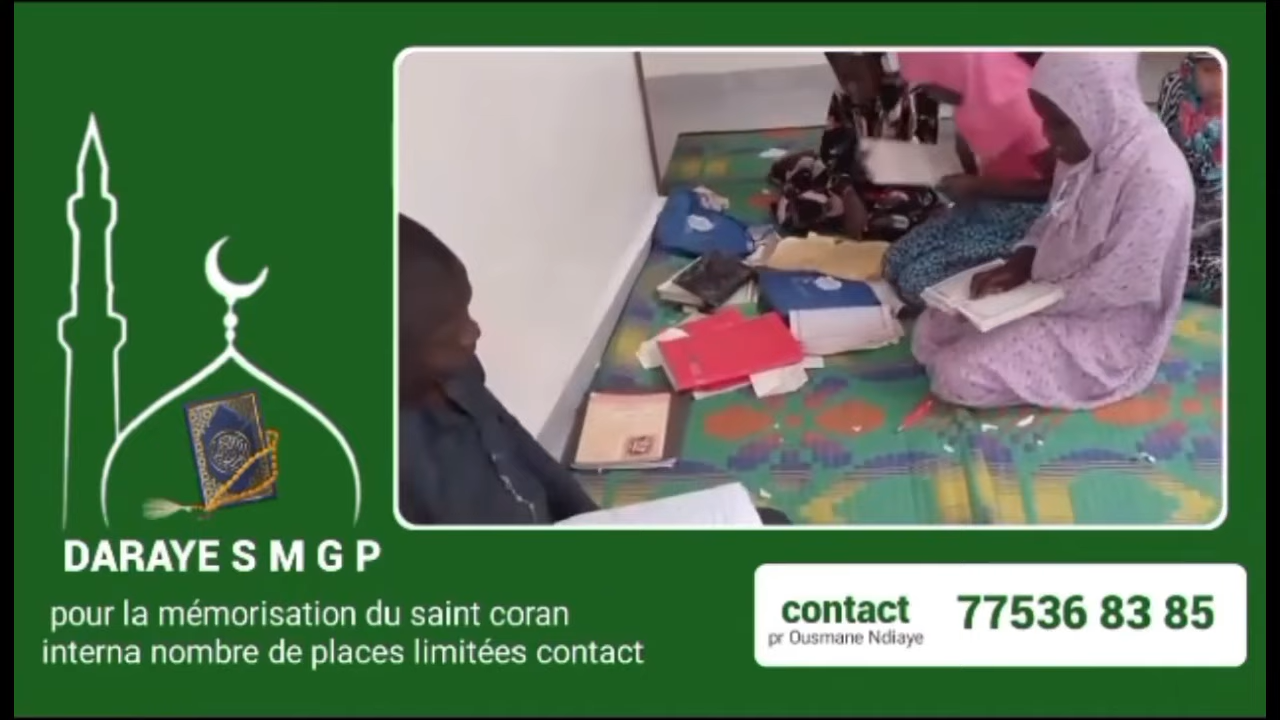 DARAYE S M G P
pour la mémorisation du saint coran
interna nombre de places limitées contact
contact
pr Ousmane Ndiaye
77536 83 85